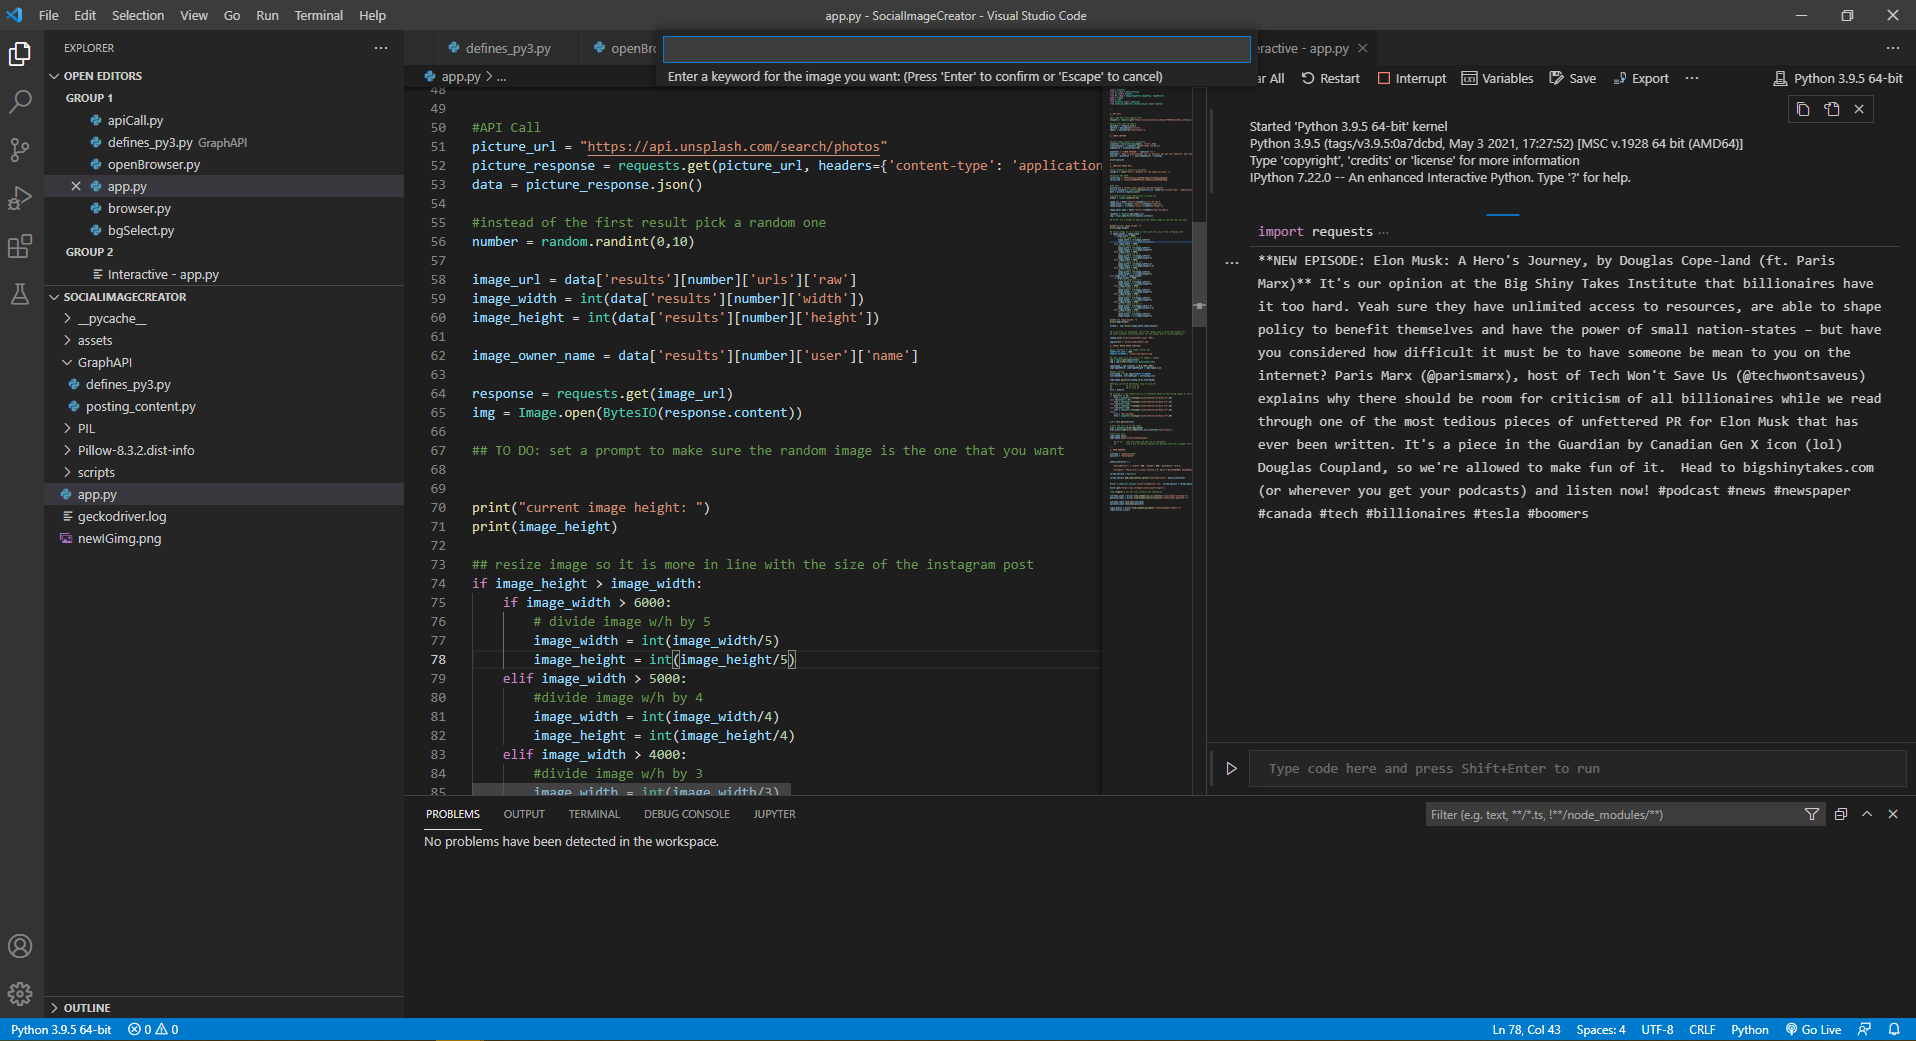 File Edit Selection View Go Run Terminal Help
app.py - SocialImageCreator - Visual Studio Code
EXPLORER
OPEN EDITORS
GROUP 1
apiCall.py
defines_py3.py GraphAPI
openBrowser.py
app.py
browser.py
bgSelect.py
GROUP 2
Interactive - app.py
SOCIALIMAGECREATOR
__pycache__
assets
GraphAPI
defines_py3.py
posting_content.py
PIL
Pillow-8.3.2.dist-info
scripts
app.py
geckodriver.log
newIGimg.png
OUTLINE
defines_py3.py
openBro
Enter a keyword for the image you want: (Press 'Enter' to confirm or 'Escape' to cancel)
app.py > ...
48
49
50 #API Call
51 picture_url = "https://api.unsplash.com/search/photos"
52 picture_response = requests.get(picture_url, headers={'content-type': 'application
53 data = picture_response.json()
54
55 #instead of the first result pick a random one
56 number = random.randint(0,10)
57
58 image_url = data['results'][number]['urls']['raw']
59 image_width = int(data['results'][number]['width'])
60 image_height = int(data['results'][number]['height'])
61
62 image_owner_name = data['results'][number]['user']['name']
63
64 response = requests.get(image_url)
65 img = Image.open(BytesIO(response.content))
66
67 ## TO DO: set a prompt to make sure the random image is the one that you want
68
69
70 print("current image height: ")
71 print(image_height)
72
73 ## resize image so it is more in line with the size of the instagram post
74 if image_height > image_width:
75 if image_width > 6000:
76 # divide image w/h by 5
77 image_width = int(image_width/5)
78 image_height = int(image_height/5)
79 elif image_width > 5000:
80 #divide image w/h by 4
81 image_width = int(image_width/4)
82 image_height = int(image_height/4)
83 elif image_width > 4000:
84 #divide image w/h by 3
85 image_width = int(image_width/3)
eractive - app.py
ar All Restart Interrupt Variables Save Export ... Python 3.9.5 64-bit
Started 'Python 3.9.5 64-bit' kernel
Python 3.9.5 (tags/v3.9.5:0a7dcbd, May 3 2021, 17:27:52) [MSC v.1928 64 bit (AMD64)]
Type 'copyright', 'credits' or 'license' for more information
IPython 7.22.0 -- An enhanced Interactive Python. Type '?' for help.
import requests ...
**NEW EPISODE: Elon Musk: A Hero's Journey, by Douglas Cope-land (ft. Paris
Marx)** It's our opinion at the Big Shiny Takes Institute that billionaires have
it too hard. Yeah sure they have unlimited access to resources, are able to shape
policy to benefit themselves and have the power of small nation-states – but have
you considered how difficult it must be to have someone be mean to you on the
internet? Paris Marx (@parismarx), host of Tech Won't Save Us (@techwontsaveus)
explains why there should be room for criticism of all billionaires while we read
through one of the most tedious pieces of unfettered PR for Elon Musk that has
ever been written. It's a piece in the Guardian by Canadian Gen X icon (lol)
Douglas Coupland, so we're allowed to make fun of it. Head to bigshinytakes.com
(or wherever you get your podcasts) and listen now! #podcast #news #newspaper
#canada #tech #billionaires #tesla #boomers
Type code here and press Shift+Enter to run
PROBLEMS OUTPUT TERMINAL DEBUG CONSOLE JUPYTER
Filter (e.g. text, **/*.ts, !**/node_modules/**)
No problems have been detected in the workspace.
Python 3.9.5 64-bit 0 0
Ln 78, Col 43 Spaces: 4 UTF-8 CRLF Python Go Live